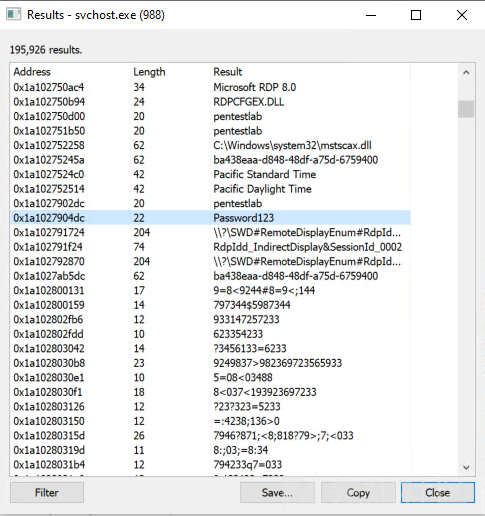 Results - svchost.exe (988)
195,926 results.
Address Length Result
0x1a102750ac4 34 Microsoft RDP 8.0
0x1a102750b94 24 RDPCFGEX.DLL
0x1a102750d00 20 pentestlab
0x1a102751b50 20 pentestlab
0x1a102752258 62 C:\Windows\system32\mstscax.dll
0x1a10275245a 62 ba438eaa-d848-48df-a75d-6759400
0x1a1027524c0 42 Pacific Standard Time
0x1a102752514 42 Pacific Daylight Time
0x1a1027902dc 20 pentestlab
0x1a1027904dc 22 Password123
0x1a102791724 204 \\?\SWD#RemoteDisplayEnum#RdpId...
0x1a102791f24 74 RdpIdd_IndirectDisplay&SessionId_0002
0x1a102792870 204 \\?\SWD#RemoteDisplayEnum#RdpId...
0x1a1027ab5dc 62 ba438eaa-d848-48df-a75d-6759400
0x1a102800131 17 9=8<9244#8=9<;144
0x1a102800159 14 797344$5987344
0x1a102802fb6 12 933147257233
0x1a102802fdd 10 623354233
0x1a102803042 14 ?3456133=6233
0x1a1028030b8 23 9249837>982369723565933
0x1a1028030e1 10 5=08<03488
0x1a1028030f1 18 8<037<193923697233
0x1a102803126 12 ?23?323=5233
0x1a102803150 12 =:4238;136>0
0x1a10280315d 26 7946?871;<8;818?79>;7;<033
0x1a10280319d 11 8:;03;=8:34
0x1a1028031b4 12 794233q7=033
Filter Save... Copy Close